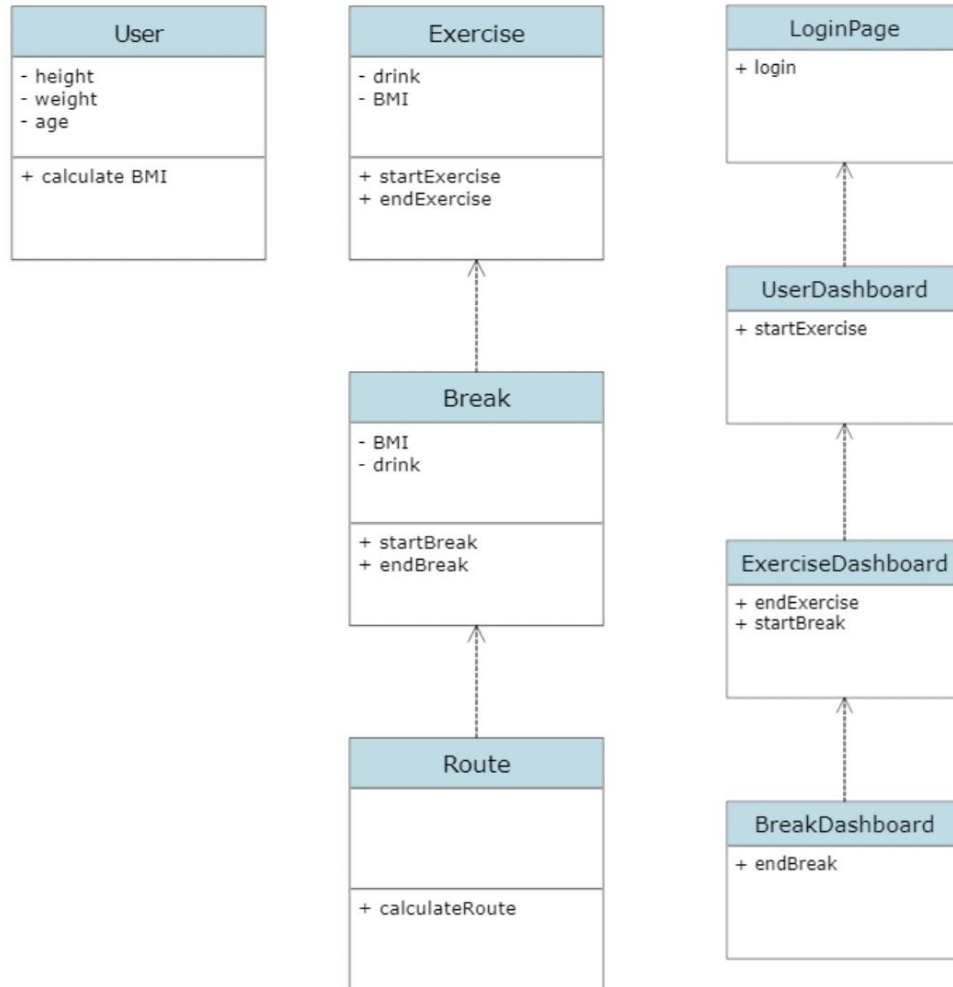 User
- height
- weight
- age
+ calculate BMI
Exercise
- drink
- BMI
+ startExercise
+ endExercise
Break
- BMI
- drink
+ startBreak
+ endBreak
Route
+ calculateRoute
LoginPage
+ login
UserDashboard
+ startExercise
ExerciseDashboard
+ endExercise
+ startBreak
BreakDashboard
+ endBreak